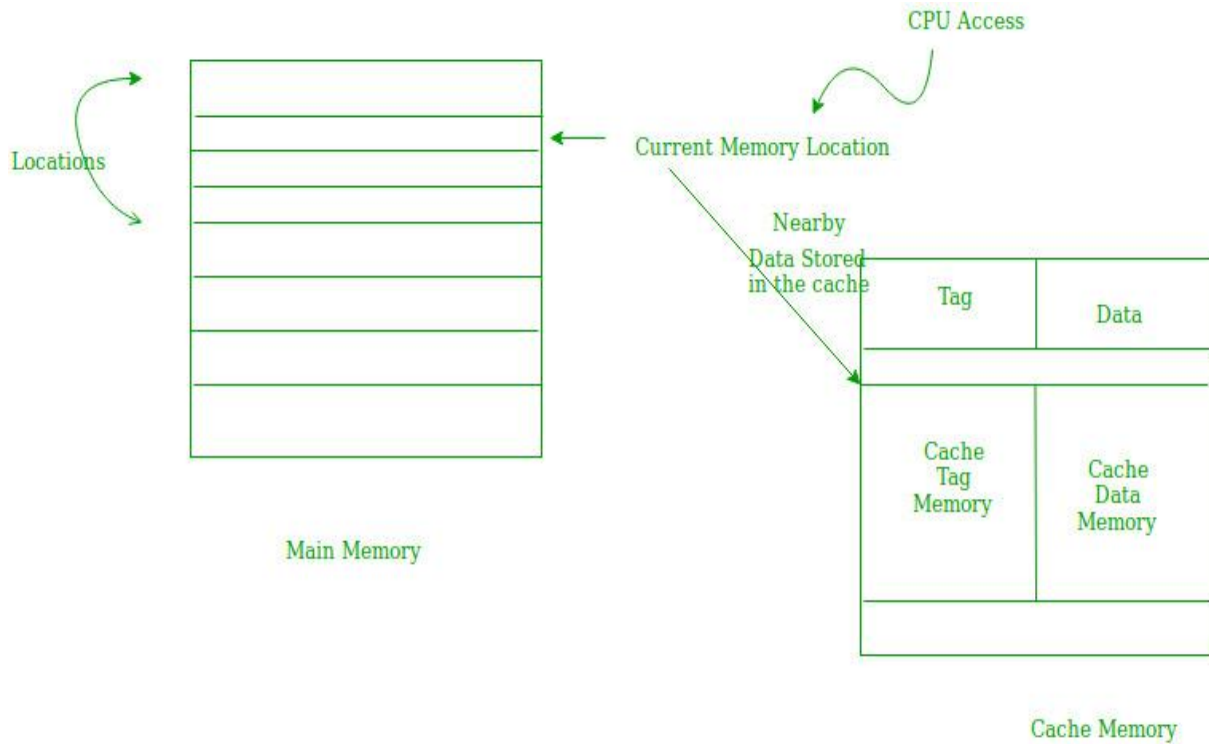 CPU Access
Locations
Current Memory Location
Nearby
Data Stored
in the cache
Tag
Data
Cache
Tag
Memory
Cache
Data
Memory
Main Memory
Cache Memory